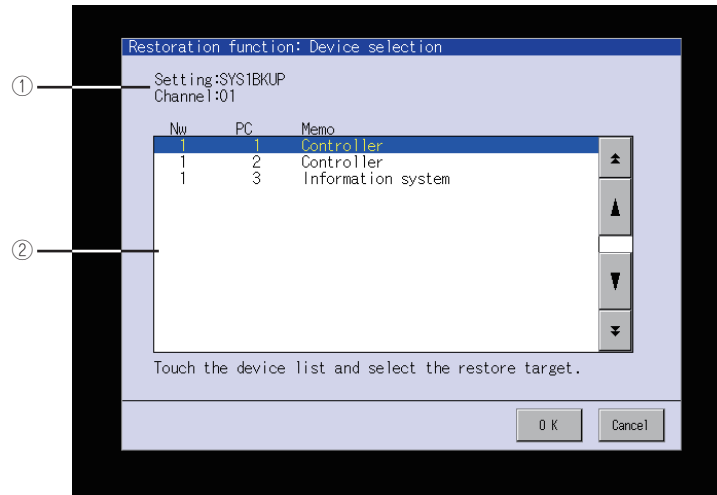 Restoration function: Device selection
① Setting:SYS1BKUP
Channel:01
Nw PC Memo
1 1 Controller
1 2 Controller
1 3 Information system
②
Touch the device list and select the restore target.
OK Cancel